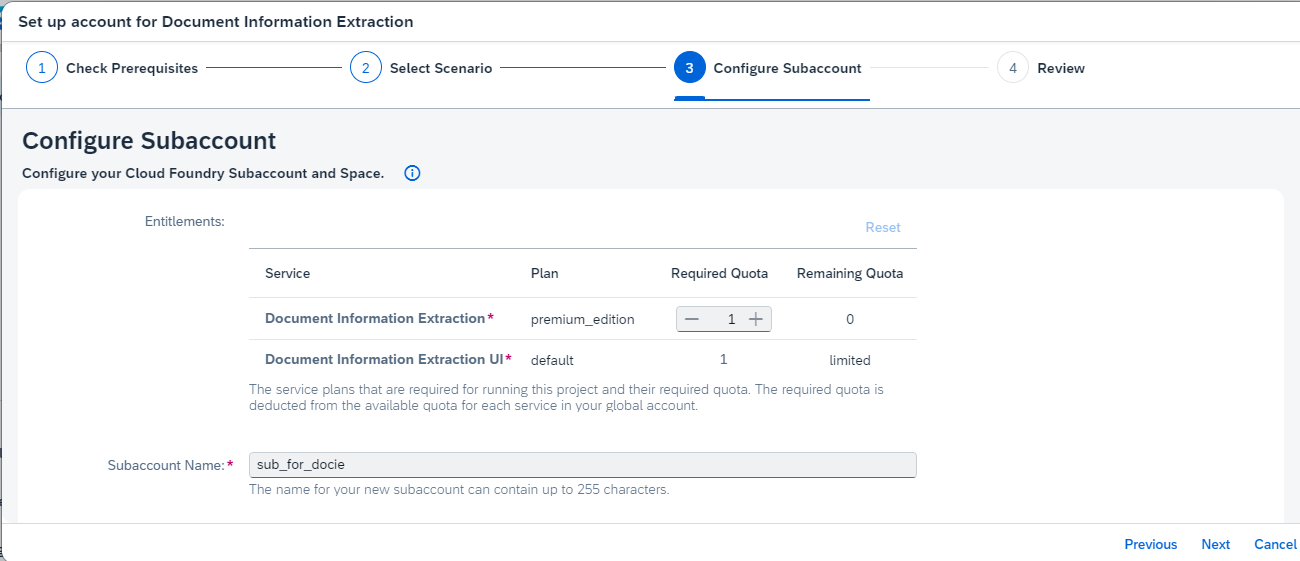 Set up account for Document Information Extraction
1 Check Prerequisites 2 Select Scenario 3 Configure Subaccount 4 Review
Configure Subaccount
Configure your Cloud Foundry Subaccount and Space.
Entitlements:
Reset
Service Plan Required Quota Remaining Quota
Document Information Extraction* premium_edition 1 0
Document Information Extraction UI* default 1 limited
The service plans that are required for running this project and their required quota. The required quota is
deducted from the available quota for each service in your global account.
Subaccount Name:* sub_for_docie
The name for your new subaccount can contain up to 255 characters.
Previous Next Cancel